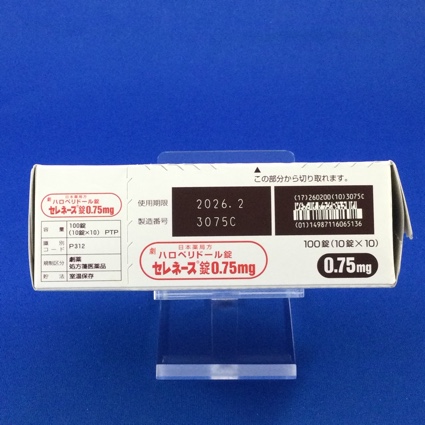 この部分から切り取れます。
日本薬局方
ハロペリドール錠
セレネース®錠0.75mg
容量 100錠
(10錠×10) PTP
識別コード P312
規制区分 劇薬
処方箋医薬品
貯法 室温保存
使用期限 2026.2
製造番号 3075C
(17)260200(10)3075C
(01)14987116065136
100錠(10錠×10)
劇 日本薬局方
ハロペリドール錠
セレネース®錠0.75mg
0.75mg